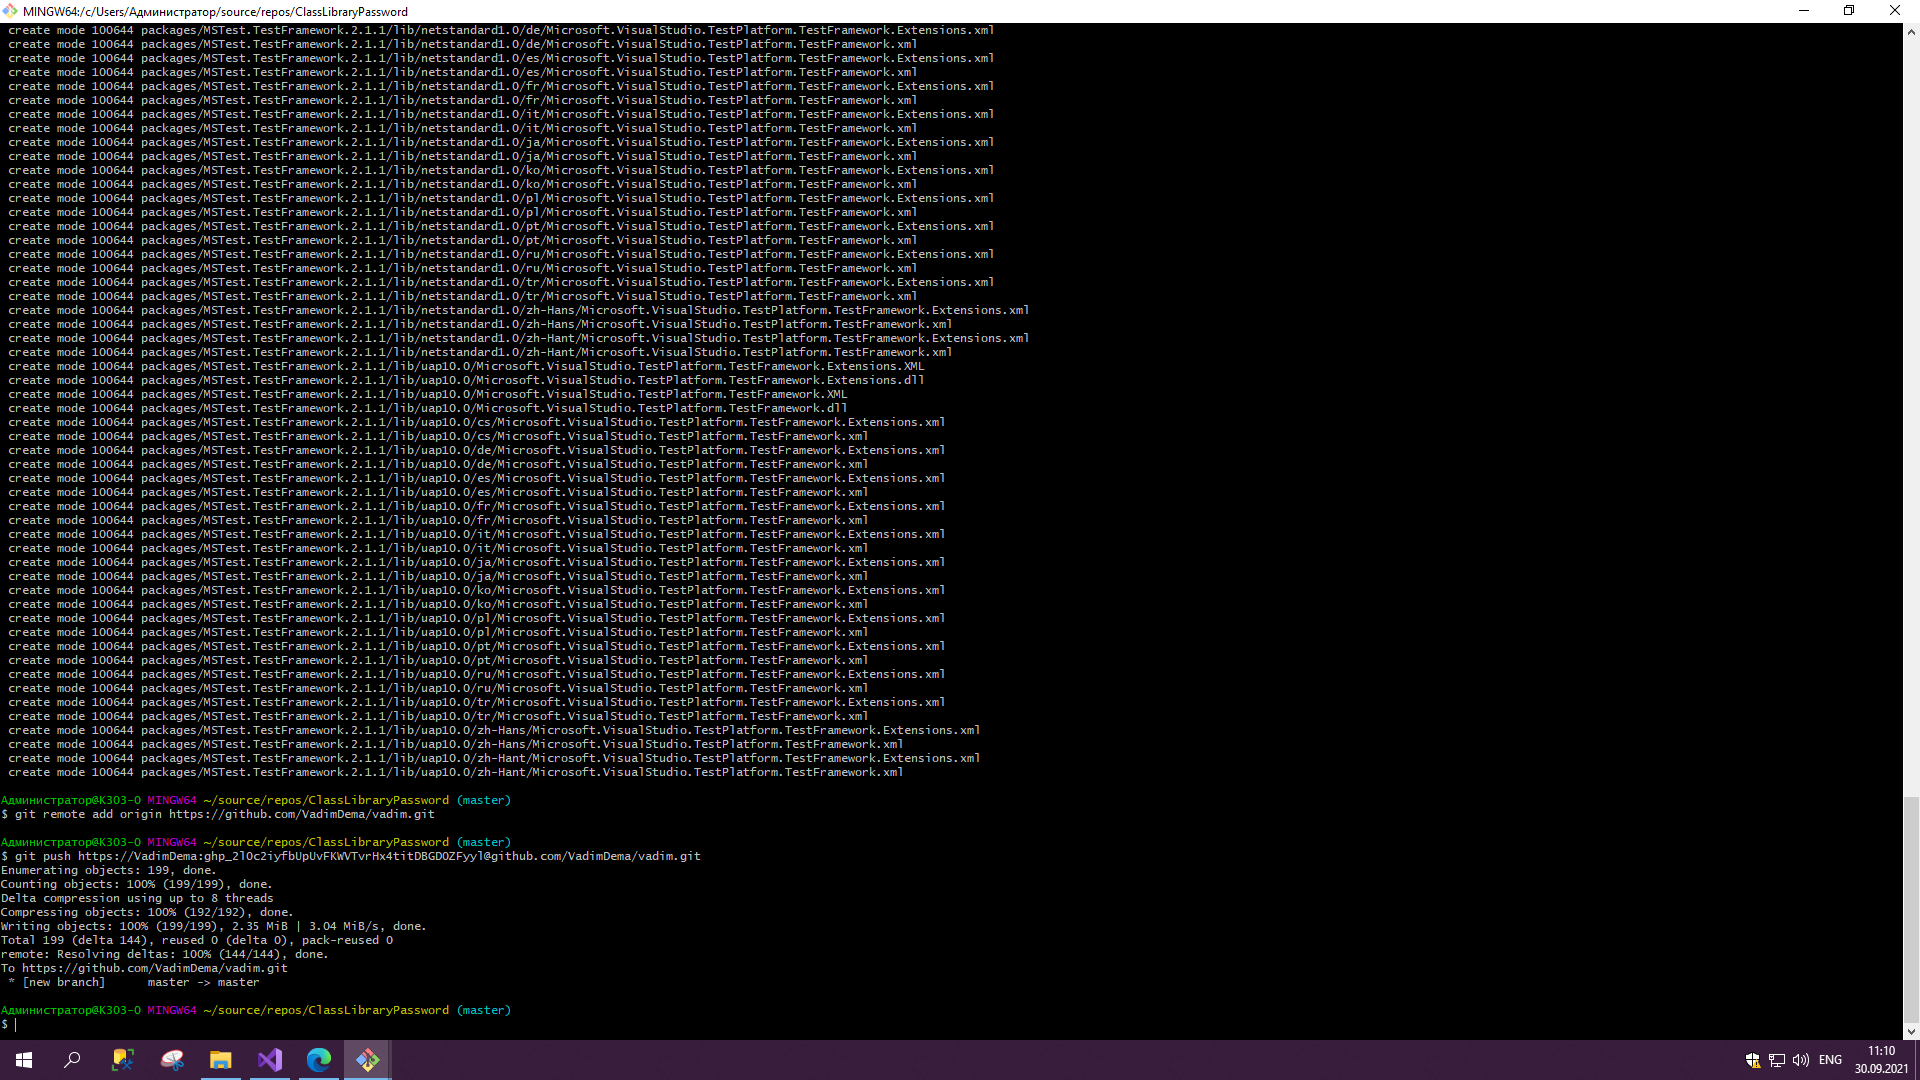 MINGW64:/c/Users/Администратор/source/repos/ClassLibraryPassword
create mode 100644 packages/MSTest.TestFramework.2.1.1/lib/netstandard1.0/de/Microsoft.VisualStudio.TestPlatform.TestFramework.Extensions.xml
create mode 100644 packages/MSTest.TestFramework.2.1.1/lib/netstandard1.0/de/Microsoft.VisualStudio.TestPlatform.TestFramework.xml
create mode 100644 packages/MSTest.TestFramework.2.1.1/lib/netstandard1.0/es/Microsoft.VisualStudio.TestPlatform.TestFramework.Extensions.xml
create mode 100644 packages/MSTest.TestFramework.2.1.1/lib/netstandard1.0/es/Microsoft.VisualStudio.TestPlatform.TestFramework.xml
create mode 100644 packages/MSTest.TestFramework.2.1.1/lib/netstandard1.0/fr/Microsoft.VisualStudio.TestPlatform.TestFramework.Extensions.xml
create mode 100644 packages/MSTest.TestFramework.2.1.1/lib/netstandard1.0/fr/Microsoft.VisualStudio.TestPlatform.TestFramework.xml
create mode 100644 packages/MSTest.TestFramework.2.1.1/lib/netstandard1.0/it/Microsoft.VisualStudio.TestPlatform.TestFramework.Extensions.xml
create mode 100644 packages/MSTest.TestFramework.2.1.1/lib/netstandard1.0/it/Microsoft.VisualStudio.TestPlatform.TestFramework.xml
create mode 100644 packages/MSTest.TestFramework.2.1.1/lib/netstandard1.0/ja/Microsoft.VisualStudio.TestPlatform.TestFramework.Extensions.xml
create mode 100644 packages/MSTest.TestFramework.2.1.1/lib/netstandard1.0/ja/Microsoft.VisualStudio.TestPlatform.TestFramework.xml
create mode 100644 packages/MSTest.TestFramework.2.1.1/lib/netstandard1.0/ko/Microsoft.VisualStudio.TestPlatform.TestFramework.Extensions.xml
create mode 100644 packages/MSTest.TestFramework.2.1.1/lib/netstandard1.0/ko/Microsoft.VisualStudio.TestPlatform.TestFramework.xml
create mode 100644 packages/MSTest.TestFramework.2.1.1/lib/netstandard1.0/pl/Microsoft.VisualStudio.TestPlatform.TestFramework.Extensions.xml
create mode 100644 packages/MSTest.TestFramework.2.1.1/lib/netstandard1.0/pl/Microsoft.VisualStudio.TestPlatform.TestFramework.xml
create mode 100644 packages/MSTest.TestFramework.2.1.1/lib/netstandard1.0/pt/Microsoft.VisualStudio.TestPlatform.TestFramework.Extensions.xml
create mode 100644 packages/MSTest.TestFramework.2.1.1/lib/netstandard1.0/pt/Microsoft.VisualStudio.TestPlatform.TestFramework.xml
create mode 100644 packages/MSTest.TestFramework.2.1.1/lib/netstandard1.0/ru/Microsoft.VisualStudio.TestPlatform.TestFramework.Extensions.xml
create mode 100644 packages/MSTest.TestFramework.2.1.1/lib/netstandard1.0/ru/Microsoft.VisualStudio.TestPlatform.TestFramework.xml
create mode 100644 packages/MSTest.TestFramework.2.1.1/lib/netstandard1.0/tr/Microsoft.VisualStudio.TestPlatform.TestFramework.Extensions.xml
create mode 100644 packages/MSTest.TestFramework.2.1.1/lib/netstandard1.0/tr/Microsoft.VisualStudio.TestPlatform.TestFramework.xml
create mode 100644 packages/MSTest.TestFramework.2.1.1/lib/netstandard1.0/zh-Hans/Microsoft.VisualStudio.TestPlatform.TestFramework.Extensions.xml
create mode 100644 packages/MSTest.TestFramework.2.1.1/lib/netstandard1.0/zh-Hans/Microsoft.VisualStudio.TestPlatform.TestFramework.xml
create mode 100644 packages/MSTest.TestFramework.2.1.1/lib/netstandard1.0/zh-Hant/Microsoft.VisualStudio.TestPlatform.TestFramework.Extensions.xml
create mode 100644 packages/MSTest.TestFramework.2.1.1/lib/netstandard1.0/zh-Hant/Microsoft.VisualStudio.TestPlatform.TestFramework.xml
create mode 100644 packages/MSTest.TestFramework.2.1.1/lib/uap10.0/Microsoft.VisualStudio.TestPlatform.TestFramework.Extensions.XML
create mode 100644 packages/MSTest.TestFramework.2.1.1/lib/uap10.0/Microsoft.VisualStudio.TestPlatform.TestFramework.Extensions.dll
create mode 100644 packages/MSTest.TestFramework.2.1.1/lib/uap10.0/Microsoft.VisualStudio.TestPlatform.TestFramework.XML
create mode 100644 packages/MSTest.TestFramework.2.1.1/lib/uap10.0/Microsoft.VisualStudio.TestPlatform.TestFramework.dll
create mode 100644 packages/MSTest.TestFramework.2.1.1/lib/uap10.0/cs/Microsoft.VisualStudio.TestPlatform.TestFramework.Extensions.xml
create mode 100644 packages/MSTest.TestFramework.2.1.1/lib/uap10.0/cs/Microsoft.VisualStudio.TestPlatform.TestFramework.xml
create mode 100644 packages/MSTest.TestFramework.2.1.1/lib/uap10.0/de/Microsoft.VisualStudio.TestPlatform.TestFramework.Extensions.xml
create mode 100644 packages/MSTest.TestFramework.2.1.1/lib/uap10.0/de/Microsoft.VisualStudio.TestPlatform.TestFramework.xml
create mode 100644 packages/MSTest.TestFramework.2.1.1/lib/uap10.0/es/Microsoft.VisualStudio.TestPlatform.TestFramework.Extensions.xml
create mode 100644 packages/MSTest.TestFramework.2.1.1/lib/uap10.0/es/Microsoft.VisualStudio.TestPlatform.TestFramework.xml
create mode 100644 packages/MSTest.TestFramework.2.1.1/lib/uap10.0/fr/Microsoft.VisualStudio.TestPlatform.TestFramework.Extensions.xml
create mode 100644 packages/MSTest.TestFramework.2.1.1/lib/uap10.0/fr/Microsoft.VisualStudio.TestPlatform.TestFramework.xml
create mode 100644 packages/MSTest.TestFramework.2.1.1/lib/uap10.0/it/Microsoft.VisualStudio.TestPlatform.TestFramework.Extensions.xml
create mode 100644 packages/MSTest.TestFramework.2.1.1/lib/uap10.0/it/Microsoft.VisualStudio.TestPlatform.TestFramework.xml
create mode 100644 packages/MSTest.TestFramework.2.1.1/lib/uap10.0/ja/Microsoft.VisualStudio.TestPlatform.TestFramework.Extensions.xml
create mode 100644 packages/MSTest.TestFramework.2.1.1/lib/uap10.0/ja/Microsoft.VisualStudio.TestPlatform.TestFramework.xml
create mode 100644 packages/MSTest.TestFramework.2.1.1/lib/uap10.0/ko/Microsoft.VisualStudio.TestPlatform.TestFramework.Extensions.xml
create mode 100644 packages/MSTest.TestFramework.2.1.1/lib/uap10.0/ko/Microsoft.VisualStudio.TestPlatform.TestFramework.xml
create mode 100644 packages/MSTest.TestFramework.2.1.1/lib/uap10.0/pl/Microsoft.VisualStudio.TestPlatform.TestFramework.Extensions.xml
create mode 100644 packages/MSTest.TestFramework.2.1.1/lib/uap10.0/pl/Microsoft.VisualStudio.TestPlatform.TestFramework.xml
create mode 100644 packages/MSTest.TestFramework.2.1.1/lib/uap10.0/pt/Microsoft.VisualStudio.TestPlatform.TestFramework.Extensions.xml
create mode 100644 packages/MSTest.TestFramework.2.1.1/lib/uap10.0/pt/Microsoft.VisualStudio.TestPlatform.TestFramework.xml
create mode 100644 packages/MSTest.TestFramework.2.1.1/lib/uap10.0/ru/Microsoft.VisualStudio.TestPlatform.TestFramework.Extensions.xml
create mode 100644 packages/MSTest.TestFramework.2.1.1/lib/uap10.0/ru/Microsoft.VisualStudio.TestPlatform.TestFramework.xml
create mode 100644 packages/MSTest.TestFramework.2.1.1/lib/uap10.0/tr/Microsoft.VisualStudio.TestPlatform.TestFramework.Extensions.xml
create mode 100644 packages/MSTest.TestFramework.2.1.1/lib/uap10.0/tr/Microsoft.VisualStudio.TestPlatform.TestFramework.xml
create mode 100644 packages/MSTest.TestFramework.2.1.1/lib/uap10.0/zh-Hans/Microsoft.VisualStudio.TestPlatform.TestFramework.Extensions.xml
create mode 100644 packages/MSTest.TestFramework.2.1.1/lib/uap10.0/zh-Hans/Microsoft.VisualStudio.TestPlatform.TestFramework.xml
create mode 100644 packages/MSTest.TestFramework.2.1.1/lib/uap10.0/zh-Hant/Microsoft.VisualStudio.TestPlatform.TestFramework.Extensions.xml
create mode 100644 packages/MSTest.TestFramework.2.1.1/lib/uap10.0/zh-Hant/Microsoft.VisualStudio.TestPlatform.TestFramework.xml
Администратор@K303-0 MINGW64 ~/source/repos/ClassLibraryPassword (master)
$ git remote add origin https://github.com/VadimDema/vadim.git
Администратор@K303-0 MINGW64 ~/source/repos/ClassLibraryPassword (master)
$ git push https://VadimDema:@github.com/VadimDema/vadim.git
Enumerating objects: 199, done.
Counting objects: 100% (199/199), done.
Delta compression using up to 8 threads
Compressing objects: 100% (192/192), done.
Writing objects: 100% (199/199), 2.35 MiB | 3.04 MiB/s, done.
Total 199 (delta 144), reused 0 (delta 0), pack-reused 0
remote: Resolving deltas: 100% (144/144), done.
To https://github.com/VadimDema/vadim.git
* [new branch] master -> master
Администратор@K303-0 MINGW64 ~/source/repos/ClassLibraryPassword (master)
$
ENG
11:10
30.09.2021